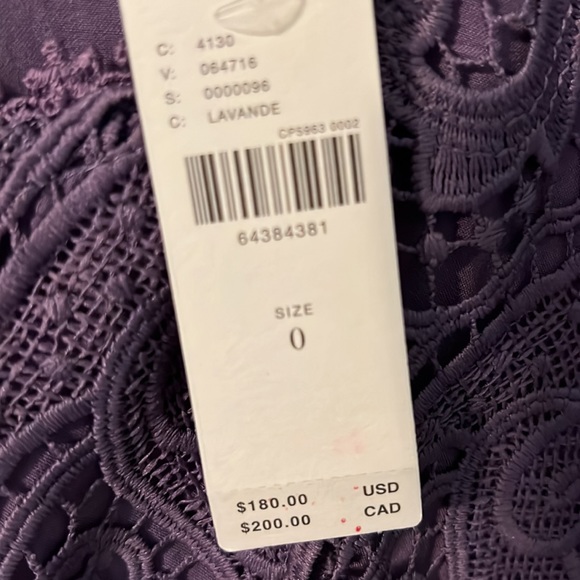 C: 4130
V: 064716
S: 0000096
C: LAVANDE
CP5963 0002
64384381
SIZE
0
$180.00 USD
$200.00 CAD